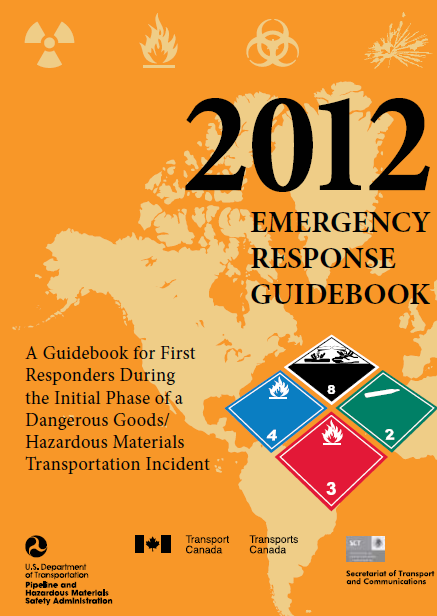 2012
EMERGENCY
RESPONSE
GUIDEBOOK
A Guidebook for First
Responders During
the Initial Phase of a
Dangerous Goods/
Hazardous Materials
Transportation Incident
8
4
2
3
U.S. Department
of Transportation
Pipeline and
Hazardous Materials
Safety Administration
Transport
Canada
Transports
Canada
SCT
Secretariat of Transport
and Communications